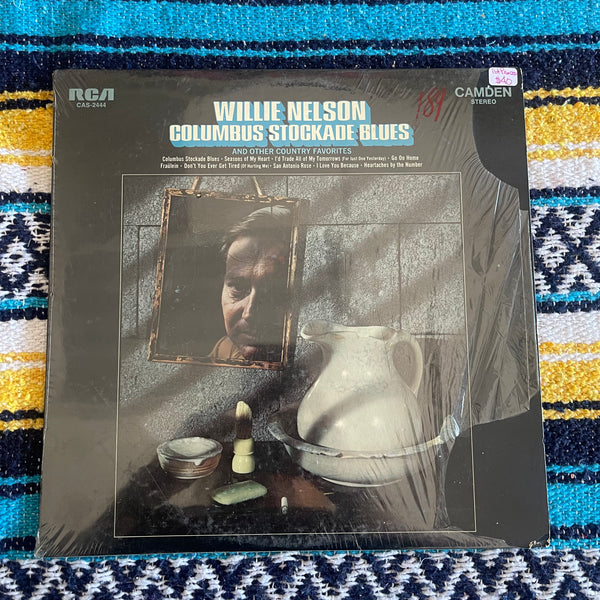 RCA
CAS-2444
WILLIE NELSON
COLUMBUS STOCKADE BLUES
AND OTHER COUNTRY FAVORITES
Columbus Stockade Blues • Seasons of My Heart • I'd Trade All of My Tomorrows (For Just One Yesterday) • Go On Home
Fraulein • Don't You Ever Get Tired (Of Hurting Me) • San Antonio Rose • I Love You Because • Heartaches by the Number
CAMDEN
STEREO
$40